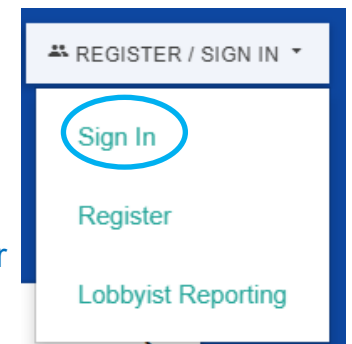 REGISTER / SIGN IN
Sign In
Register
r
Lobbyist Reporting